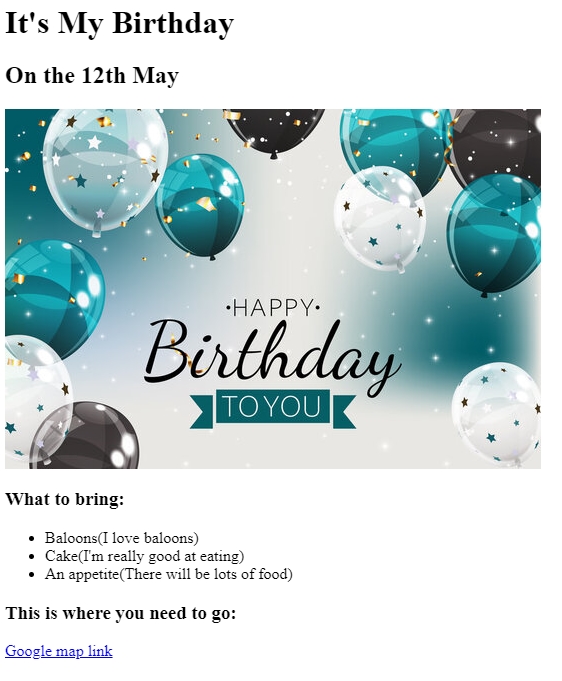 It's My Birthday
On the 12th May
·HAPPY·
Birthday
TO YOU
What to bring:
• Baloons(I love baloons)
• Cake(I'm really good at eating)
• An appetite(There will be lots of food)
This is where you need to go:
Google map link